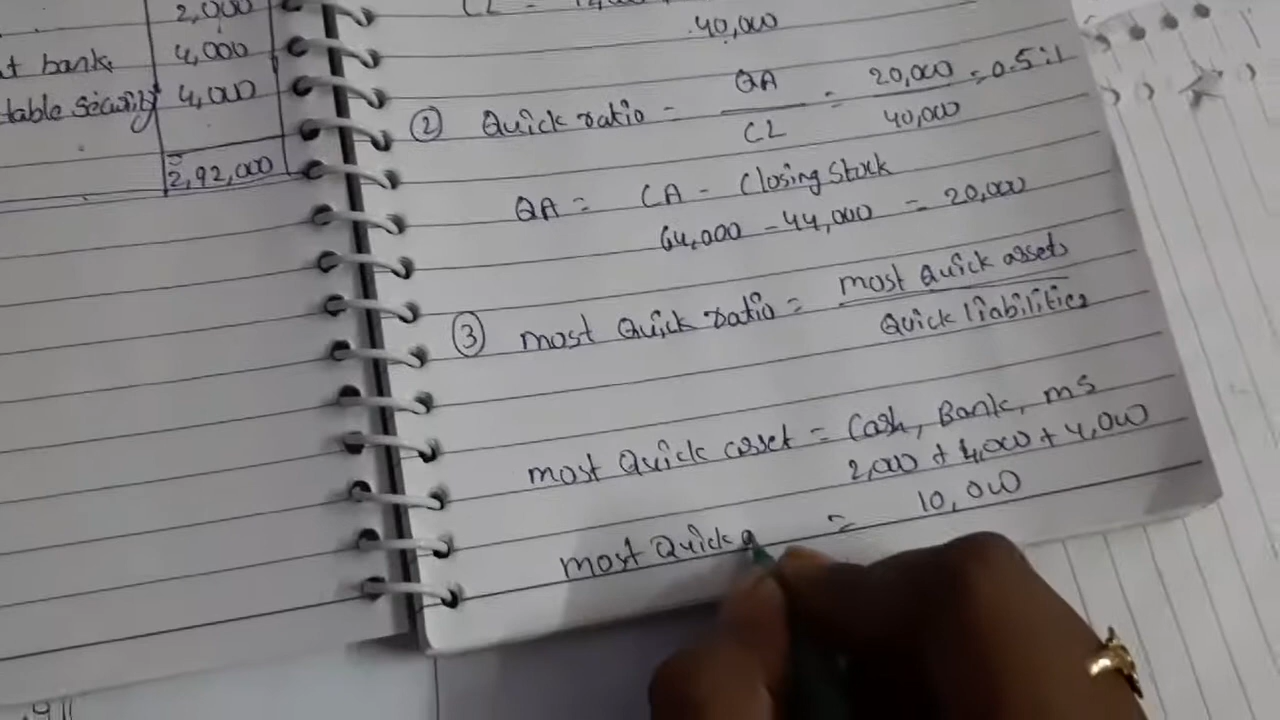 2,000
t bank 4,000
table security 4,000
2,92,000
40,000
② Quick ratio = QA = 20,000 = 0.5:1
CL 40,000
QA = CA - Closing Stock
64,000 - 44,000 = 20,000
③ most Quick ratio = most Quick assets
Quick liabilities
most Quick asset = Cash, Bank, ms
2,000 + 4,000 + 4,000
= 10,000
most Quick a